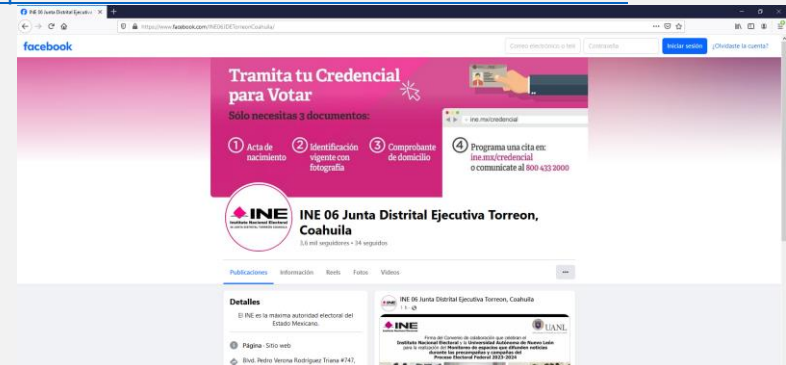 INE 06 Junta Distrital Ejecuti
https://www.facebook.com/INE06JDETorreonCoahuila/
facebook
Correo electrónico o telé
Contraseña
Iniciar sesión
¿Olvidaste la cuenta?
Tramita tu Credencial
para Votar
Sólo necesitas 3 documentos:
ine.mx/credencial
1 Acta de
nacimiento
2 Identificación
vigente con
fotografía
3 Comprobante
de domicilio
4 Programa una cita en:
ine.mx/credencial
o comunícate al 800 433 2000
INE
Instituto Nacional Electoral
INE 06 Junta Distrital Ejecutiva Torreon,
Coahuila
3,6 mil seguidores • 34 seguidos
Publicaciones Información Reels Fotos Videos
Detalles
El INE es la máxima autoridad electoral del
Estado Mexicano.
Página · Sitio web
Blvd. Pedro Verona Rodríguez Triana #747,
INE 06 Junta Distrital Ejecutiva Torreon, Coahuila
INE
UANL
Firma del Convenio de colaboración que celebran el
Instituto Nacional Electoral y la Universidad Autónoma de Nuevo León
para la realización del Monitoreo de espacios que difunden noticias
durante las precampañas y campañas del
Proceso Electoral Federal 2023-2024